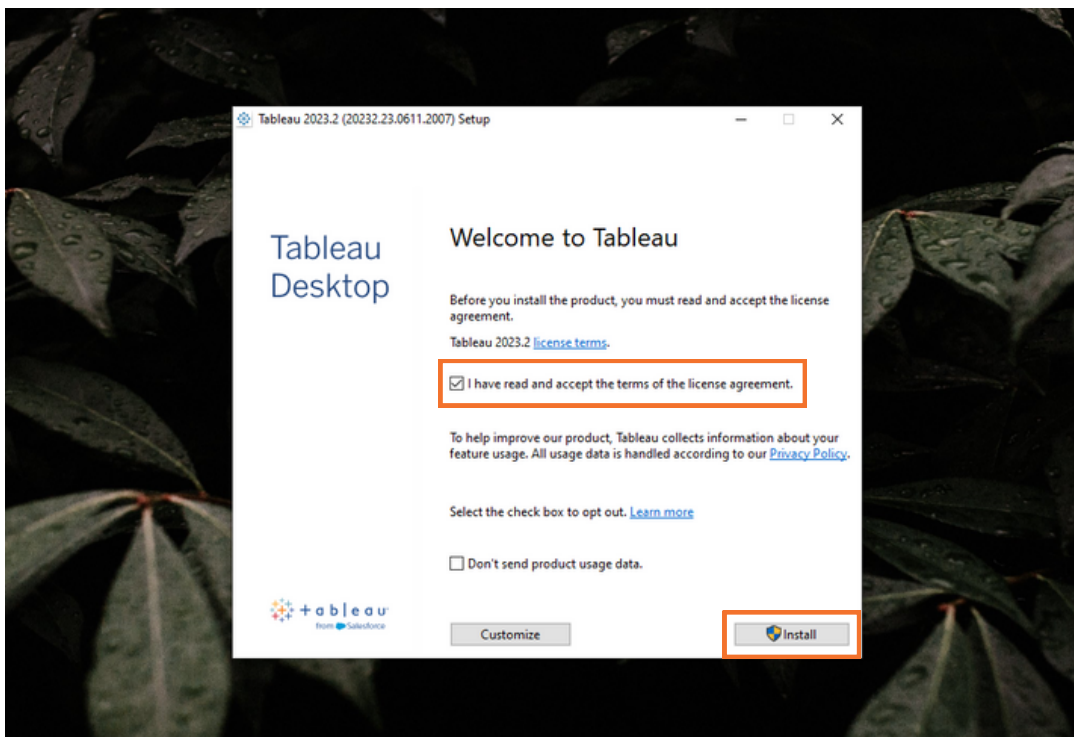 Tableau 2023.2 (20232.23.0611.2007) Setup
Tableau
Desktop
Welcome to Tableau
Before you install the product, you must read and accept the license
agreement.
Tableau 2023.2 license terms.
I have read and accept the terms of the license agreement.
To help improve our product, Tableau collects information about your
feature usage. All usage data is handled according to our Privacy Policy.
Select the check box to opt out. Learn more
Don't send product usage data.
+ a b l e a u
from Salesforce
Customize
Install